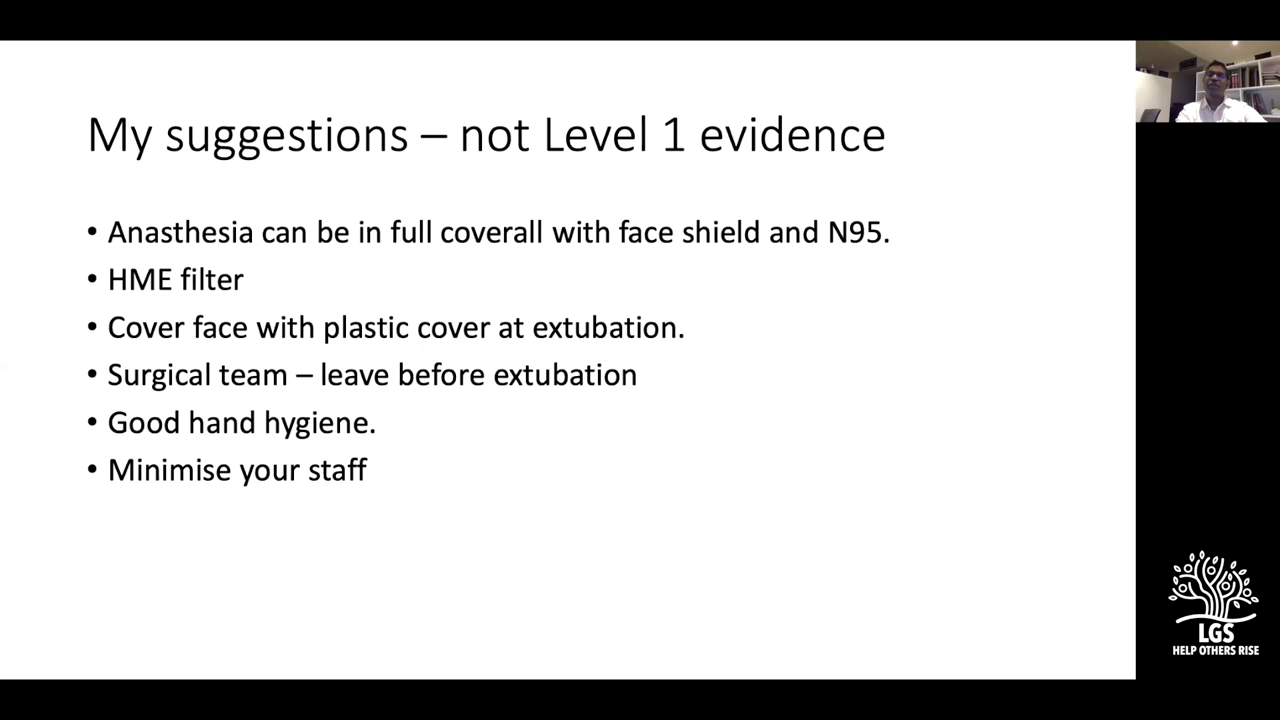 My suggestions – not Level 1 evidence
• Anasthesia can be in full coverall with face shield and N95.
• HME filter
• Cover face with plastic cover at extubation.
• Surgical team – leave before extubation
• Good hand hygiene.
• Minimise your staff
LGS
HELP OTHERS RISE